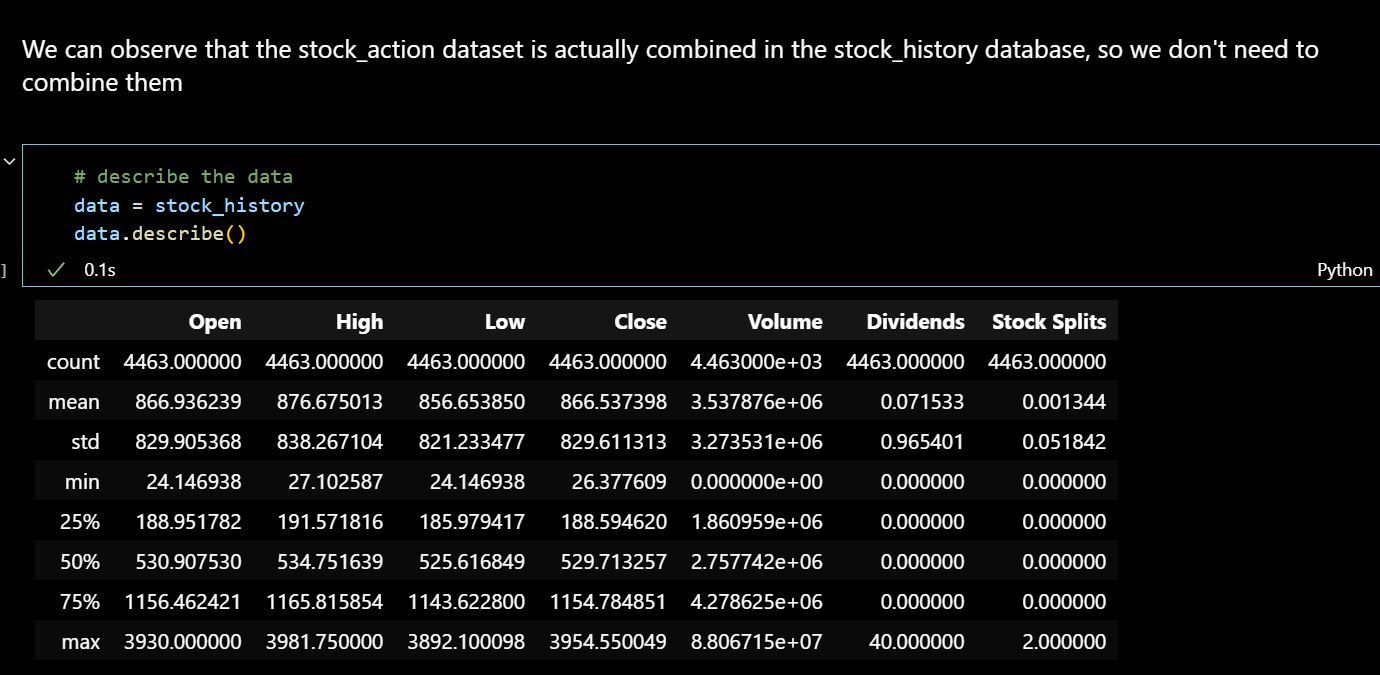 We can observe that the stock_action dataset is actually combined in the stock_history database, so we don't need to
combine them
# describe the data
data = stock_history
data.describe()
] 0.1s Python
Open High Low Close Volume Dividends Stock Splits
count 4463.000000 4463.000000 4463.000000 4463.000000 4.463000e+03 4463.000000 4463.000000
mean 866.936239 876.675013 856.653850 866.537398 3.537876e+06 0.071533 0.001344
std 829.905368 838.267104 821.233477 829.611313 3.273531e+06 0.965401 0.051842
min 24.146938 27.102587 24.146938 26.377609 0.000000e+00 0.000000 0.000000
25% 188.951782 191.571816 185.979417 188.594620 1.860959e+06 0.000000 0.000000
50% 530.907530 534.751639 525.616849 529.713257 2.757742e+06 0.000000 0.000000
75% 1156.462421 1165.815854 1143.622800 1154.784851 4.278625e+06 0.000000 0.000000
max 3930.000000 3981.750000 3892.100098 3954.550049 8.806715e+07 40.000000 2.000000